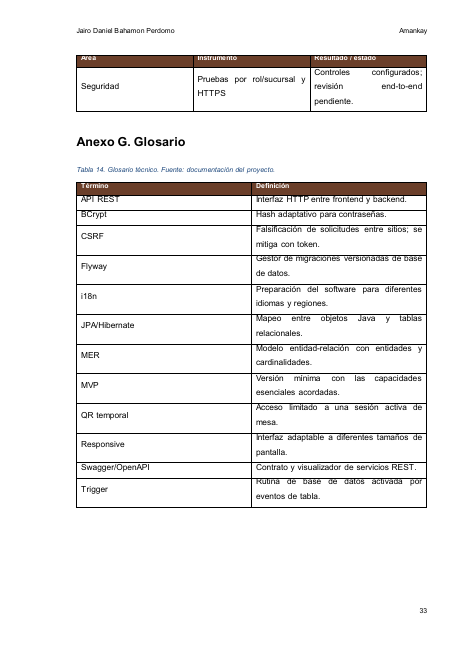 Jairo Daniel Bahamon Perdomo Amankay
Área Instrumento Resultado / estado
Seguridad Pruebas por rol/sucursal y HTTPS Controles configurados; revisión end-to-end pendiente.
Anexo G. Glosario
Tabla 14. Glosario técnico. Fuente: documentación del proyecto.
Término Definición
API REST Interfaz HTTP entre frontend y backend.
BCrypt Hash adaptativo para contraseñas.
CSRF Falsificación de solicitudes entre sitios; se mitiga con token.
Flyway Gestor de migraciones versionadas de base de datos.
i18n Preparación del software para diferentes idiomas y regiones.
JPA/Hibernate Mapeo entre objetos Java y tablas relacionales.
MER Modelo entidad-relación con entidades y cardinalidades.
MVP Versión mínima con las capacidades esenciales acordadas.
QR temporal Acceso limitado a una sesión activa de mesa.
Responsive Interfaz adaptable a diferentes tamaños de pantalla.
Swagger/OpenAPI Contrato y visualizador de servicios REST.
Trigger Rutina de base de datos activada por eventos de tabla.
33